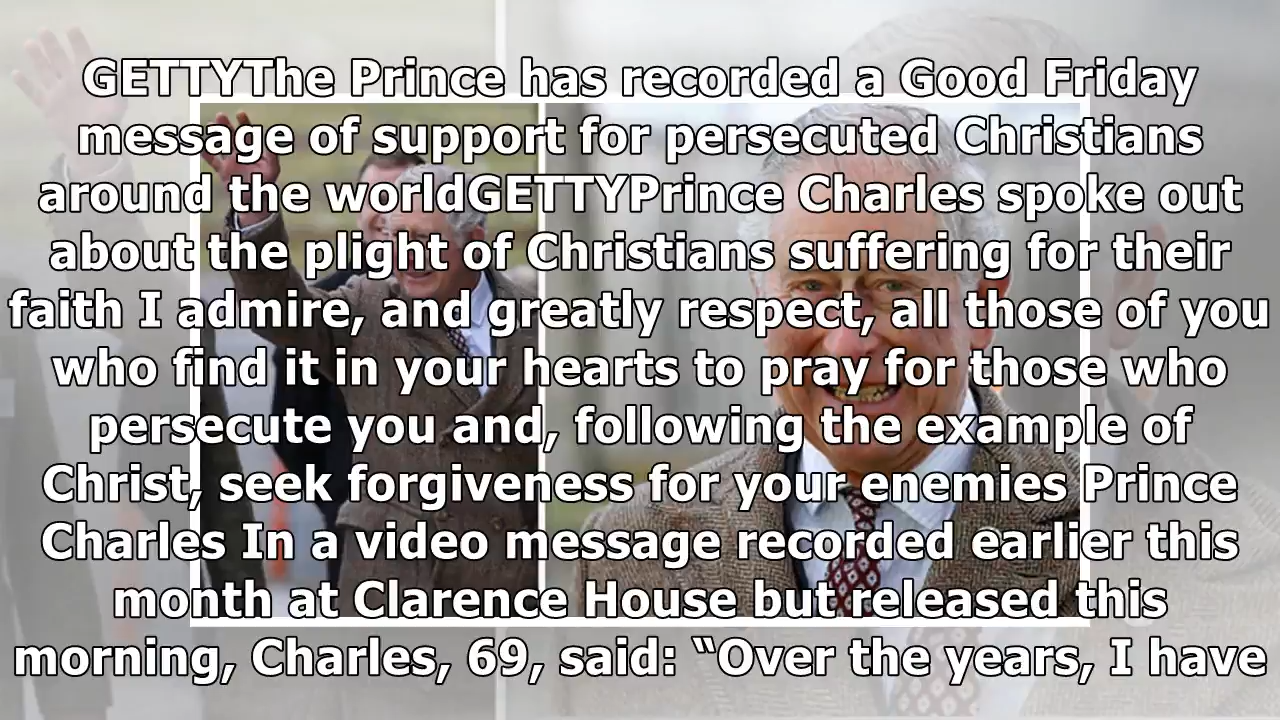 GETTYThe Prince has recorded a Good Friday
message of support for persecuted Christians
around the worldGETTYPrince Charles spoke out
about the plight of Christians suffering for their
faith I admire, and greatly respect, all those of you
who find it in your hearts to pray for those who
persecute you and, following the example of
Christ, seek forgiveness for your enemies Prince
Charles In a video message recorded earlier this
month at Clarence House but released this
morning, Charles, 69, said: “Over the years, I have